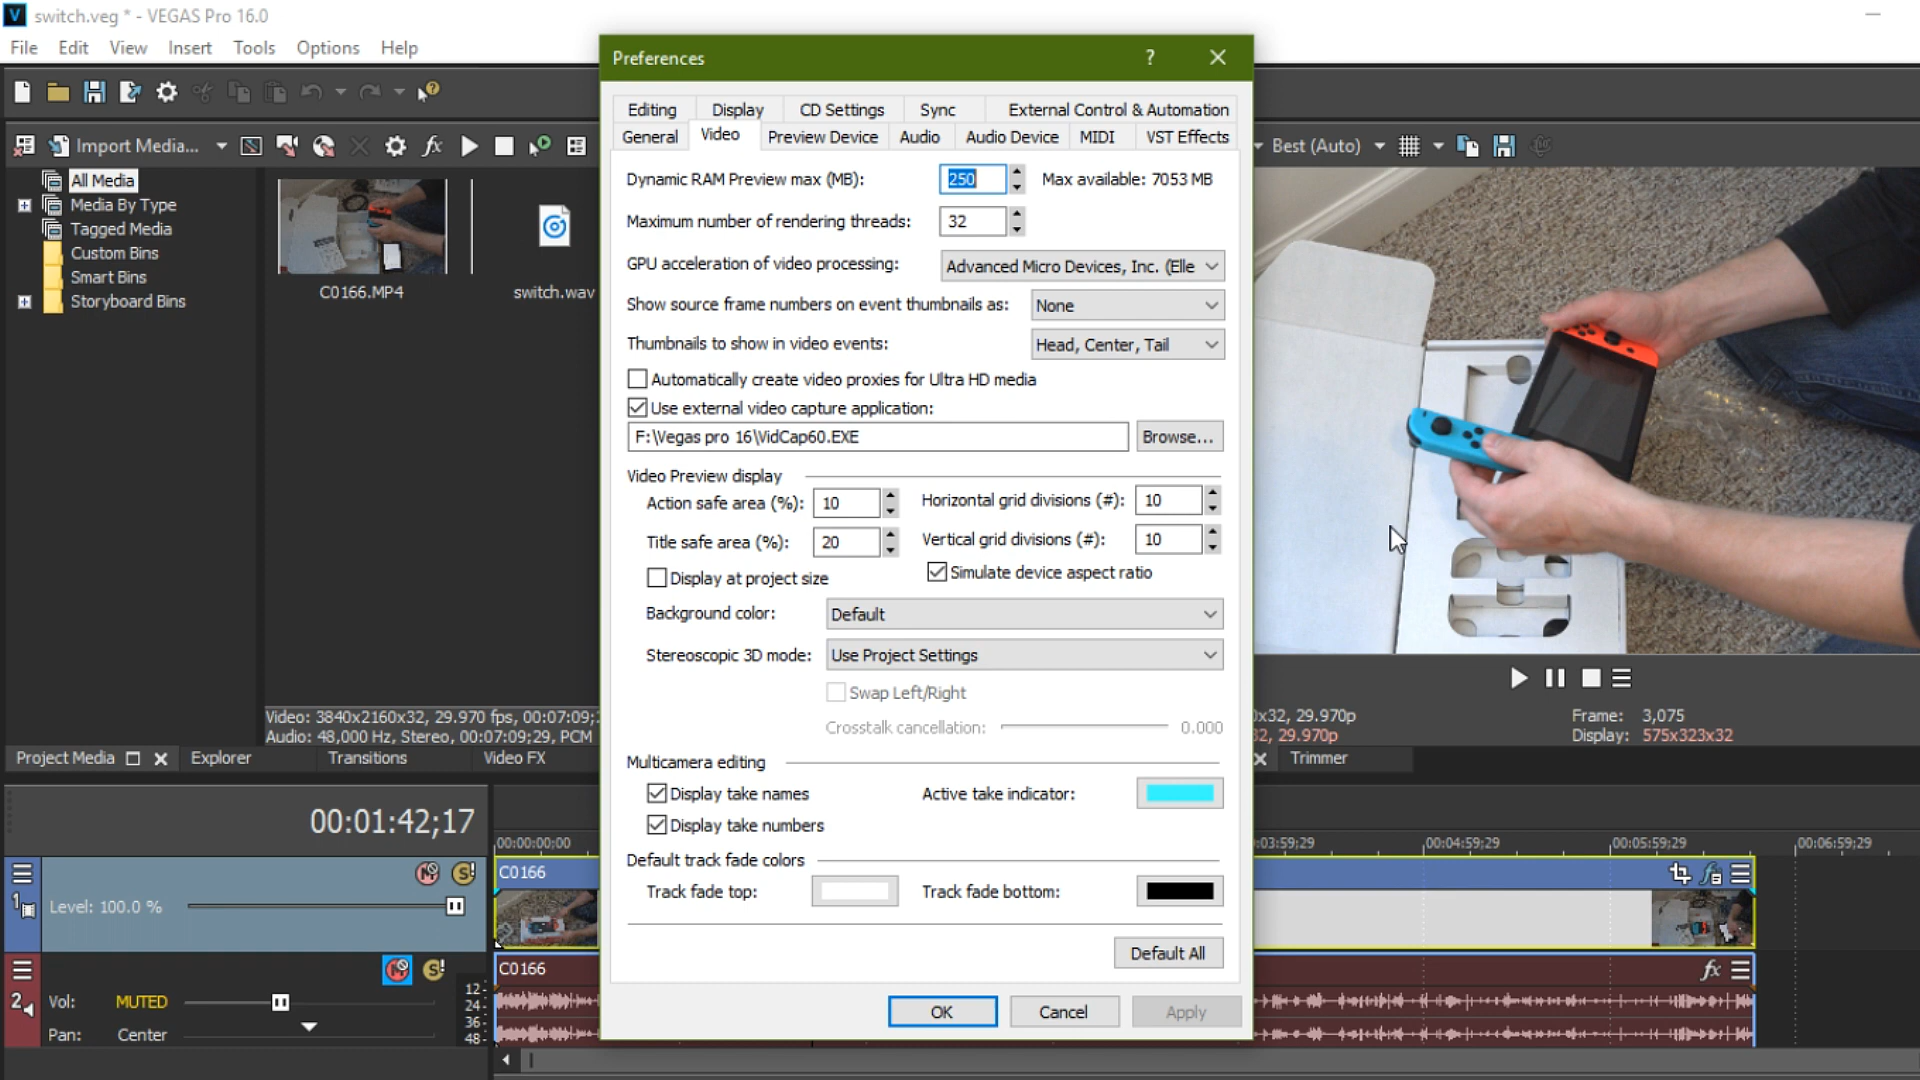 switch.veg * - VEGAS Pro 16.0
File Edit View Insert Tools Options Help
Preferences ?
Editing Display CD Settings Sync External Control & Automation
General Video Preview Device Audio Audio Device MIDI VST Effects
Import Media...
Best (Auto)
All Media
Media By Type
Tagged Media
Custom Bins
Smart Bins
Storyboard Bins
C0166.MP4
switch.wav
Dynamic RAM Preview max (MB): 250 Max available: 7053 MB
Maximum number of rendering threads: 32
GPU acceleration of video processing: Advanced Micro Devices, Inc. (Elle
Show source frame numbers on event thumbnails as: None
Thumbnails to show in video events: Head, Center, Tail
Automatically create video proxies for Ultra HD media
Use external video capture application:
F:\Vegas pro 16\VidCap60.EXE Browse...
Video Preview display
Action safe area (%): 10 Horizontal grid divisions (#): 10
Title safe area (%): 20 Vertical grid divisions (#): 10
Display at project size Simulate device aspect ratio
Background color: Default
Stereoscopic 3D mode: Use Project Settings
Swap Left/Right
Crosstalk cancellation: 0.000
Multicamera editing
Display take names Active take indicator:
Display take numbers
Default track fade colors
Track fade top: Track fade bottom:
Default All
OK Cancel Apply
Video: 3840x2160x32, 29.970 fps, 00:07:09;
Audio: 48,000 Hz, Stereo, 00:07:09;29, PCM
Project Media Explorer Transitions Video FX
x32, 29.970p
32, 29.970p
Frame: 3,075
Display: 575x323x32
Trimmer
00:01:42;17
00:00:00;00 :03:59;29 00:04:59;29 00:05:59;29 00:06:59;29
1 Level: 100.0 %
C0166
2 Vol: MUTED
Pan: Center
12-
24-
36-
48-
C0166